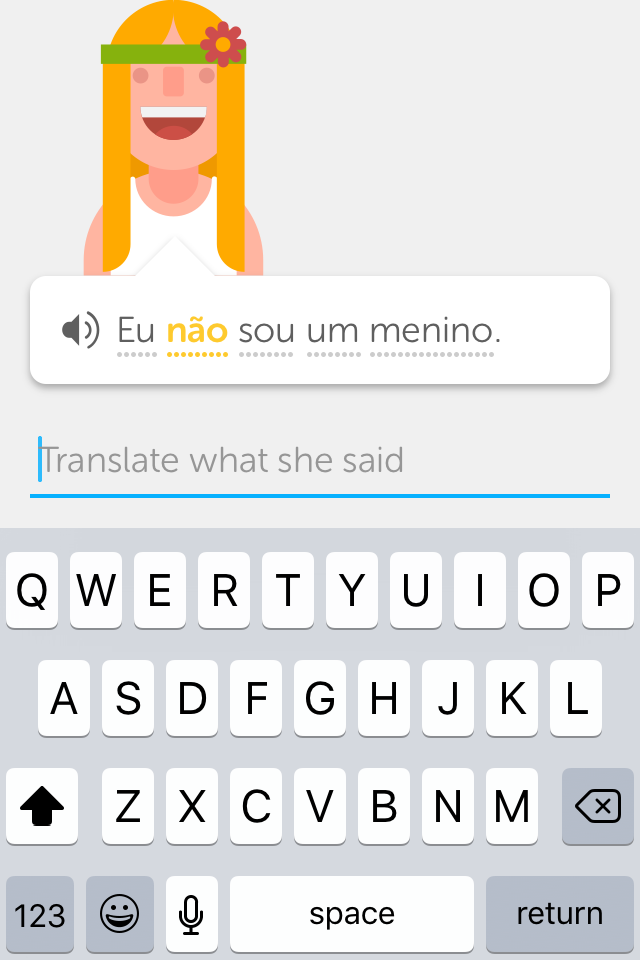 Eu não sou um menino.
Translate what she said
Q W E R T Y U I O P
A S D F G H J K L
Z X C V B N M
123 space return